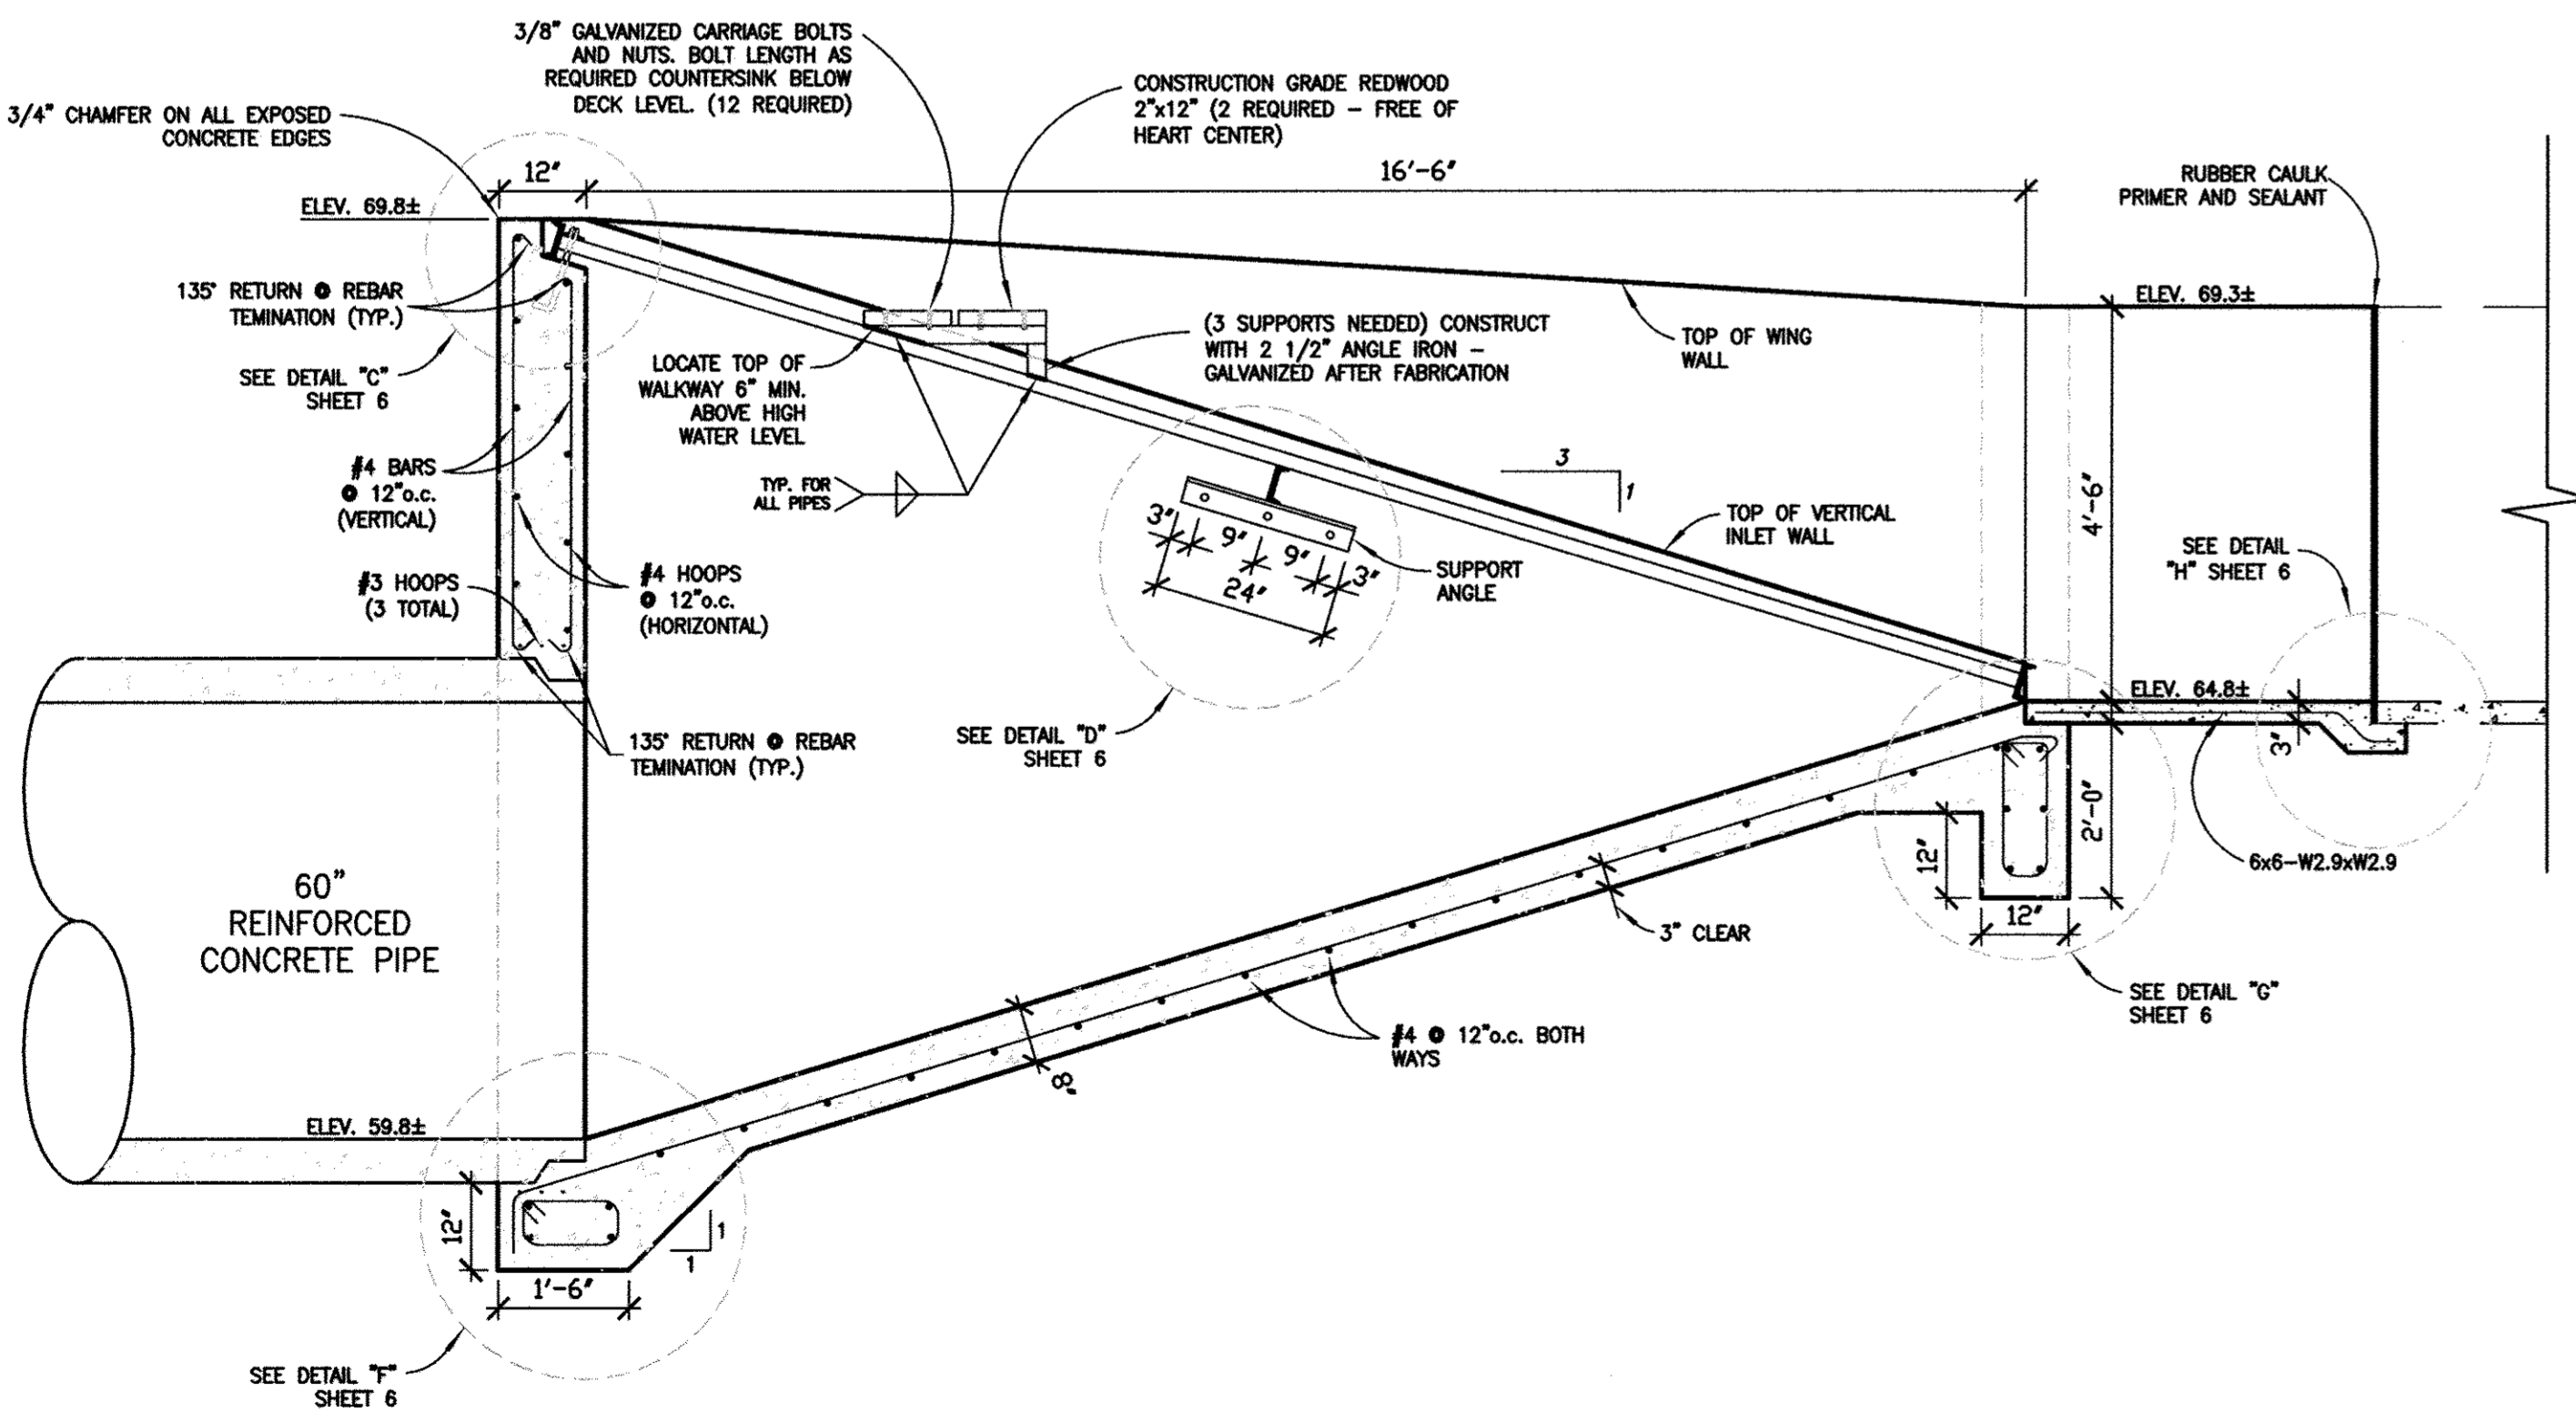 3/8" GALVANIZED CARRIAGE BOLTS
AND NUTS. BOLT LENGTH AS
REQUIRED COUNTERSINK BELOW
DECK LEVEL. (12 REQUIRED)
CONSTRUCTION GRADE REDWOOD
2"x12" (2 REQUIRED – FREE OF
HEART CENTER)
3/4" CHAMFER ON ALL EXPOSED
CONCRETE EDGES
12"
16'-6"
RUBBER CAULK
PRIMER AND SEALANT
ELEV. 69.8±
ELEV. 69.3±
135° RETURN @ REBAR
TEMINATION (TYP.)
SEE DETAIL "C"
SHEET 6
LOCATE TOP OF
WALKWAY 6" MIN.
ABOVE HIGH
WATER LEVEL
(3 SUPPORTS NEEDED) CONSTRUCT
WITH 2 1/2" ANGLE IRON –
GALVANIZED AFTER FABRICATION
TOP OF WING
WALL
#4 BARS
@ 12"o.c.
(VERTICAL)
TYP. FOR
ALL PIPES
3
1
3"
9"
9"
3"
24"
SUPPORT
ANGLE
TOP OF VERTICAL
INLET WALL
4'-6"
SEE DETAIL
"H" SHEET 6
#3 HOOPS
(3 TOTAL)
#4 HOOPS
@ 12"o.c.
(HORIZONTAL)
135° RETURN @ REBAR
TEMINATION (TYP.)
SEE DETAIL "D"
SHEET 6
ELEV. 64.8±
3"
2'-0"
12"
12"
6x6-W2.9xW2.9
60"
REINFORCED
CONCRETE PIPE
3" CLEAR
SEE DETAIL "G"
SHEET 6
#4 @ 12"o.c. BOTH
WAYS
8"
ELEV. 59.8±
12"
1
1
1'-6"
SEE DETAIL "F"
SHEET 6